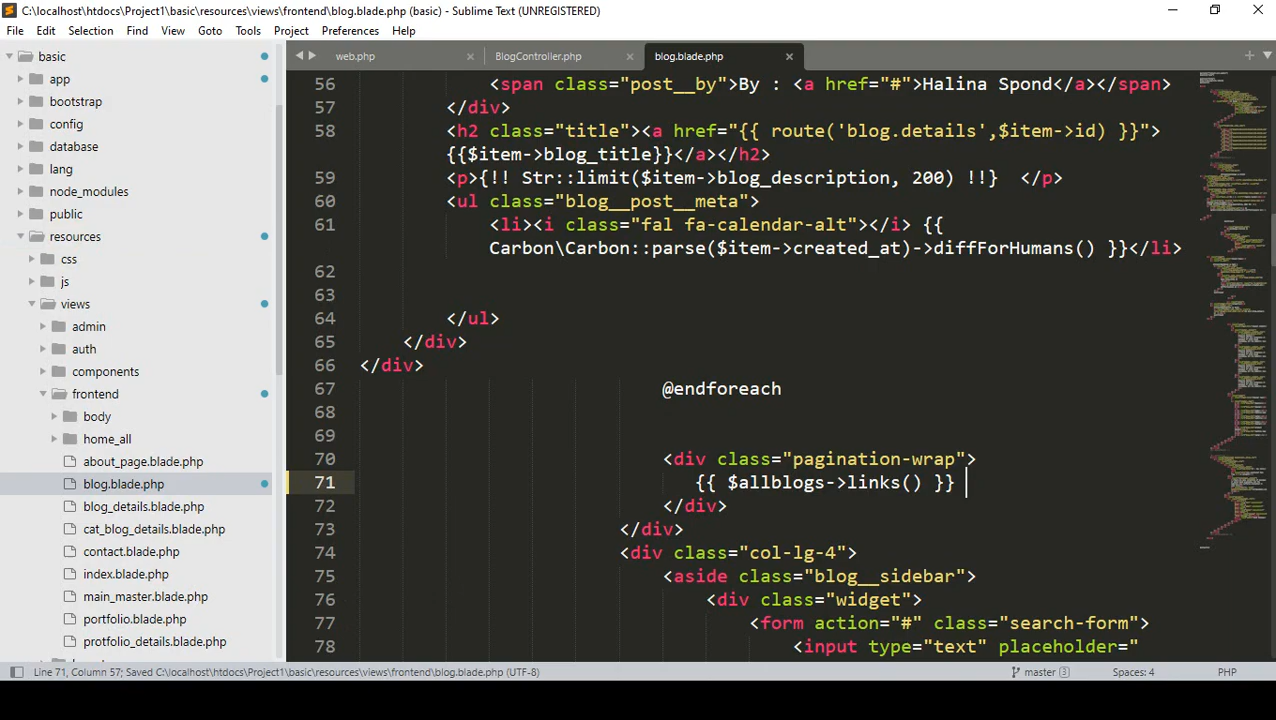 C:\localhost\htdocs\Project1\basic\resources\views\frontend\blog.blade.php (basic) - Sublime Text (UNREGISTERED)
File Edit Selection Find View Goto Tools Project Preferences Help
basic
app
bootstrap
config
database
lang
node_modules
public
resources
css
js
views
admin
auth
components
frontend
body
home_all
about_page.blade.php
blog.blade.php
blog_details.blade.php
cat_blog_details.blade.php
contact.blade.php
index.blade.php
main_master.blade.php
portfolio.blade.php
protfolio_details.blade.php
web.php BlogController.php blog.blade.php
56 <span class="post__by">By : <a href="#">Halina Spond</a></span>
57 </div>
58 <h2 class="title"><a href="{{ route('blog.details',$item->id) }}">
{{$item->blog_title}}</a></h2>
59 <p>{!! Str::limit($item->blog_description, 200) !!}  </p>
60 <ul class="blog__post__meta">
61 <li><i class="fal fa-calendar-alt"></i> {{
Carbon\Carbon::parse($item->created_at)->diffForHumans() }}</li>
62
63
64 </ul>
65 </div>
66 </div>
67 @endforeach
68
69
70 <div class="pagination-wrap">
71 {{ $allblogs->links() }}
72 </div>
73 </div>
74 <div class="col-lg-4">
75 <aside class="blog__sidebar">
76 <div class="widget">
77 <form action="#" class="search-form">
78 <input type="text" placeholder="
Line 71, Column 57; Saved C:\localhost\htdocs\Project1\basic\resources\views\frontend\blog.blade.php (UTF-8) master 3 Spaces: 4 PHP